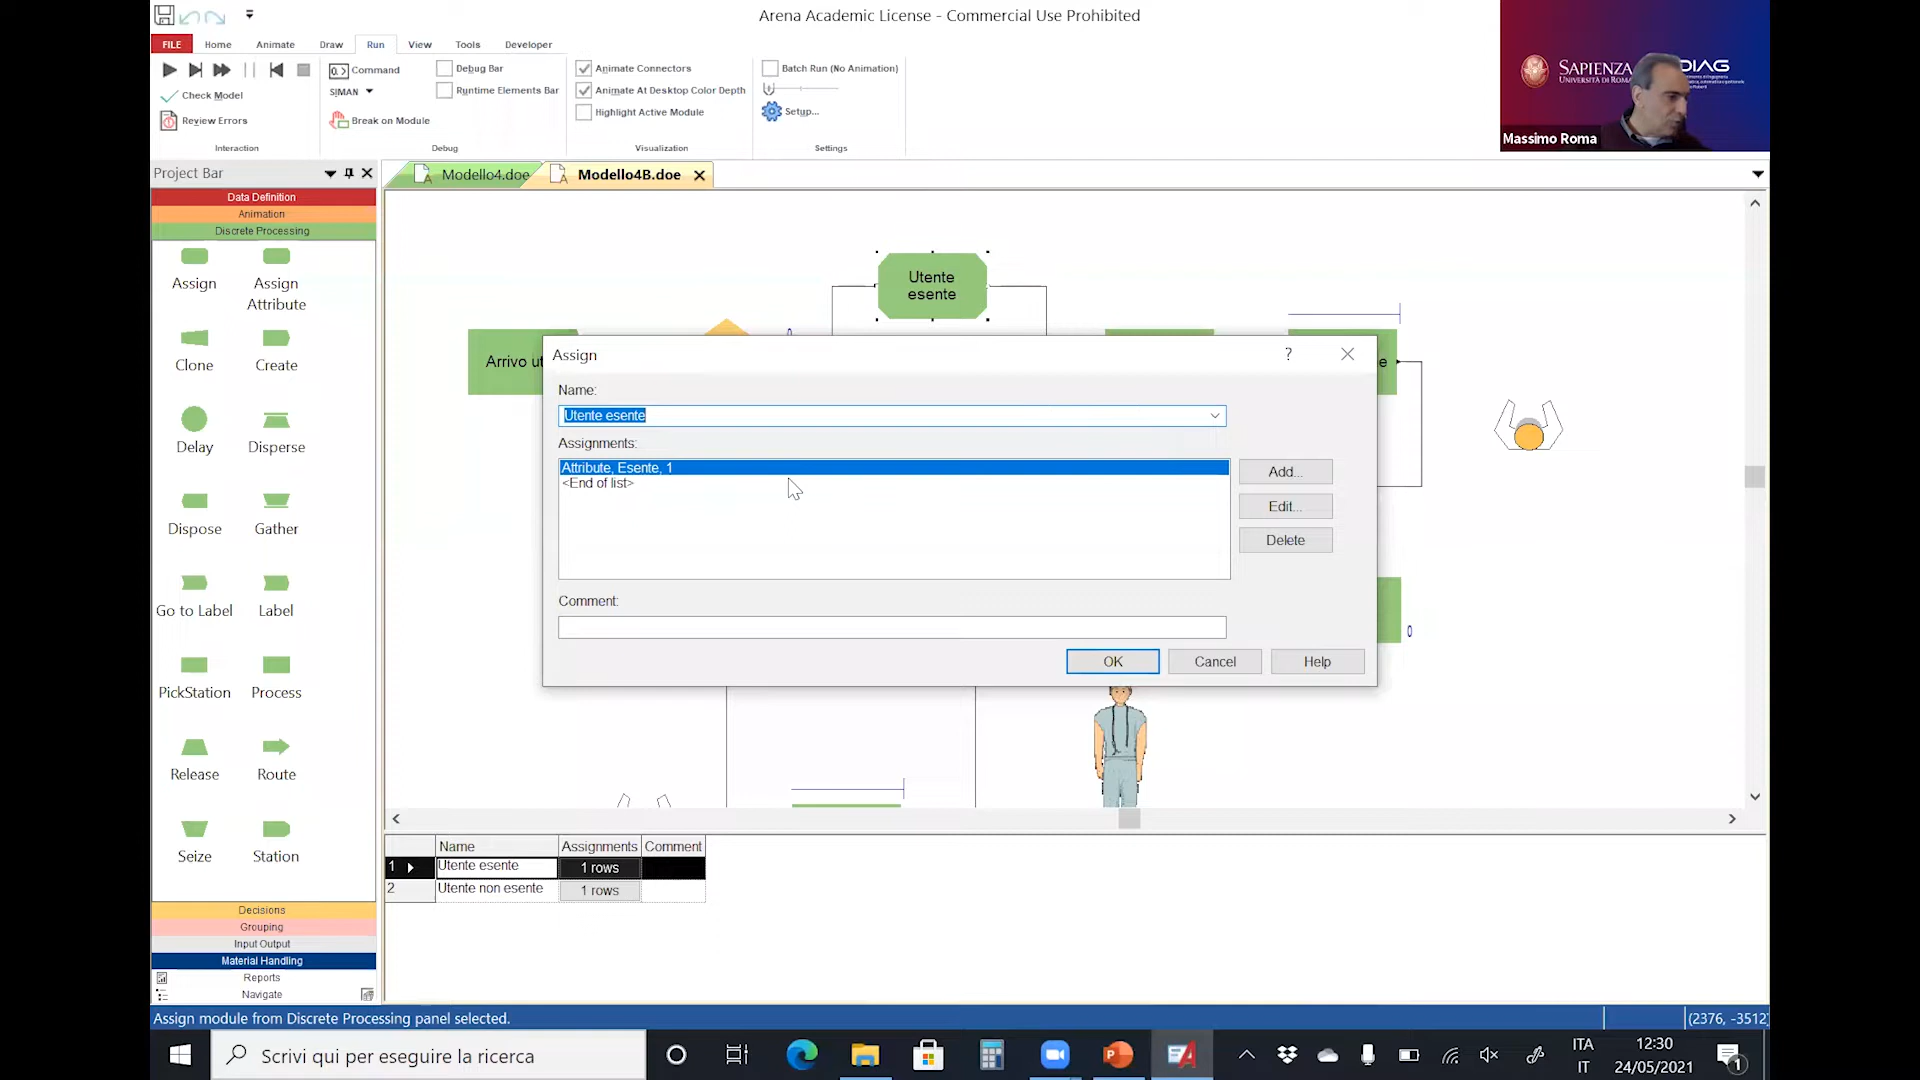 Arena Academic License - Commercial Use Prohibited
FILE
Home
Animate
Draw
Run
View
Tools
Developer
Check Model
Review Errors
Interaction
Command
SIMAN
Break on Module
Debug Bar
Runtime Elements Bar
Debug
Animate Connectors
Animate At Desktop Color Depth
Highlight Active Module
Visualization
Batch Run (No Animation)
Setup...
Settings
SAPIENZA
UNIVERSITÀ DI ROMA
DIAG
Massimo Roma
Project Bar
Data Definition
Animation
Discrete Processing
Assign
Assign
Attribute
Clone
Create
Delay
Disperse
Dispose
Gather
Go to Label
Label
PickStation
Process
Release
Route
Seize
Station
Decisions
Grouping
Input Output
Material Handling
Reports
Navigate
Modello4.doe
Modello4B.doe
Utente
esente
Arrivo ut
e
0
0
Assign
?
Name:
Utente esente
Assignments:
Attribute, Esente, 1
<End of list>
Add...
Edit...
Delete
Comment:
OK
Cancel
Help
Name
Assignments
Comment
1
Utente esente
1 rows
2
Utente non esente
1 rows
Assign module from Discrete Processing panel selected.
(2376, -3512)
Scrivi qui per eseguire la ricerca
ITA
IT
12:30
24/05/2021
1